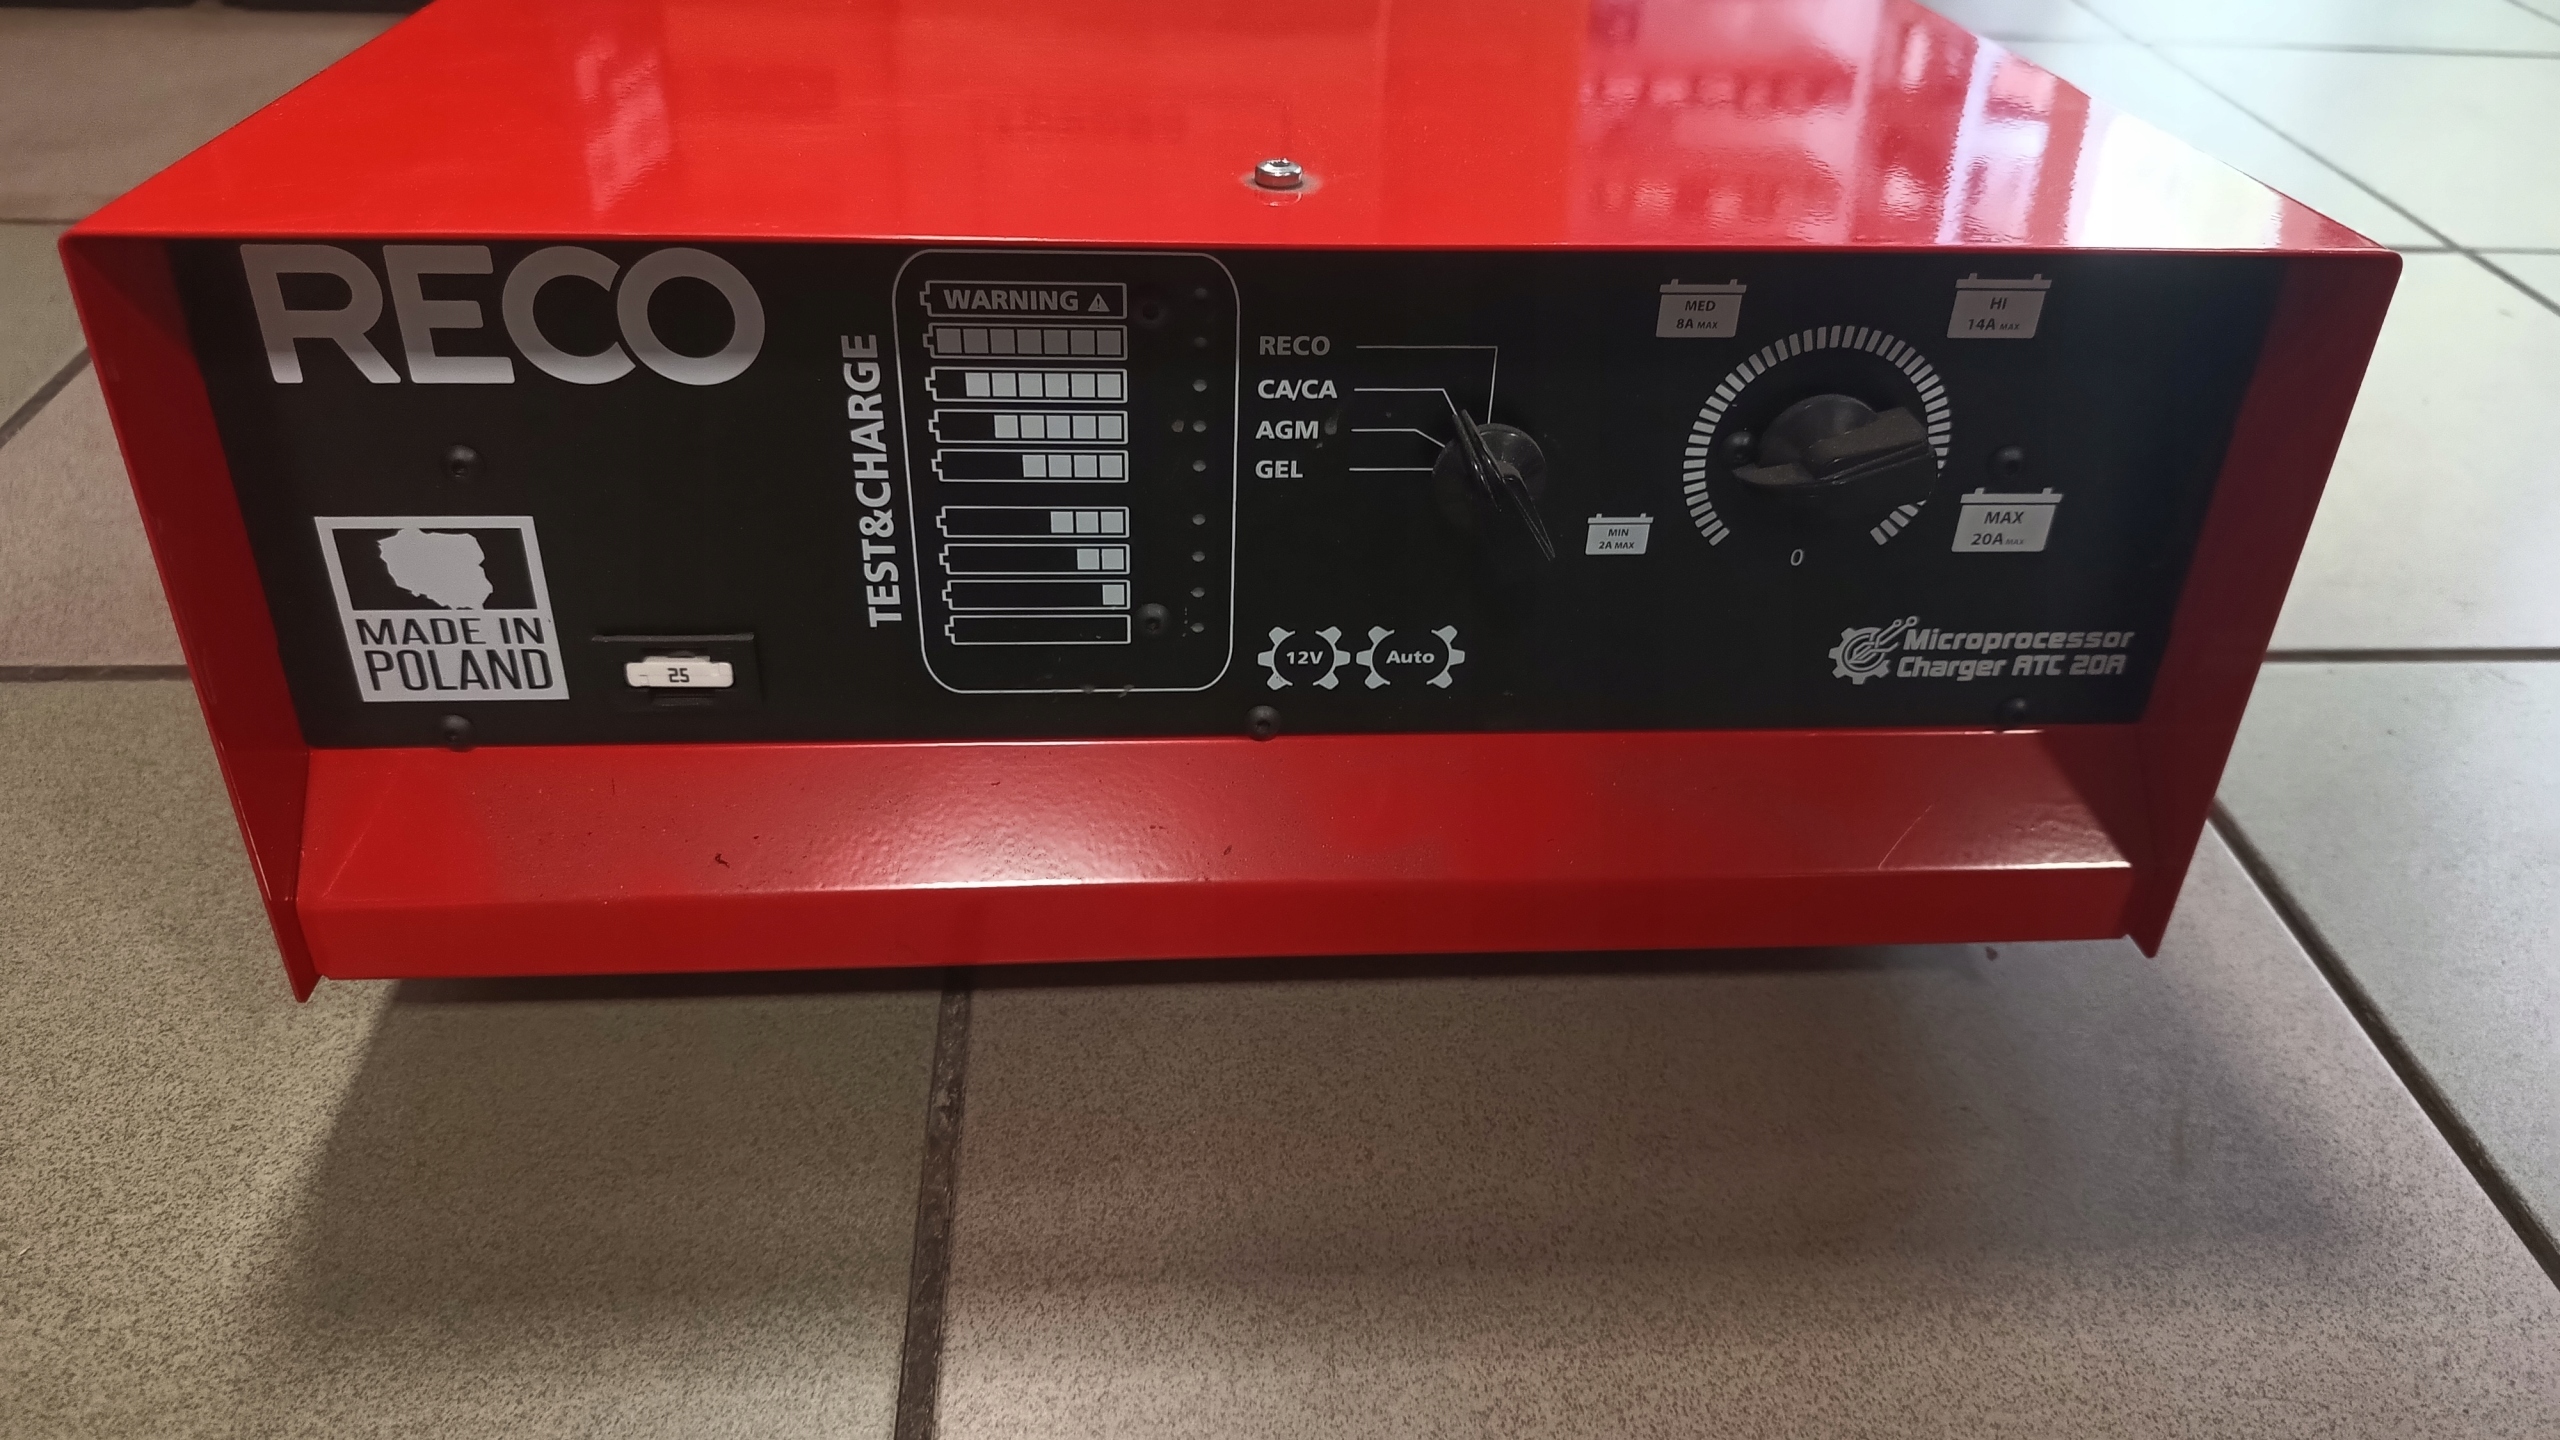 RECO
MADE IN
POLAND
25
TEST&CHARGE
WARNING
RECO
CA/CA
AGM
GEL
12V
Auto
MIN
2A MAX
MED
8A MAX
HI
14A MAX
MAX
20A MAX
0
Microprocessor
Charger ATC 20A